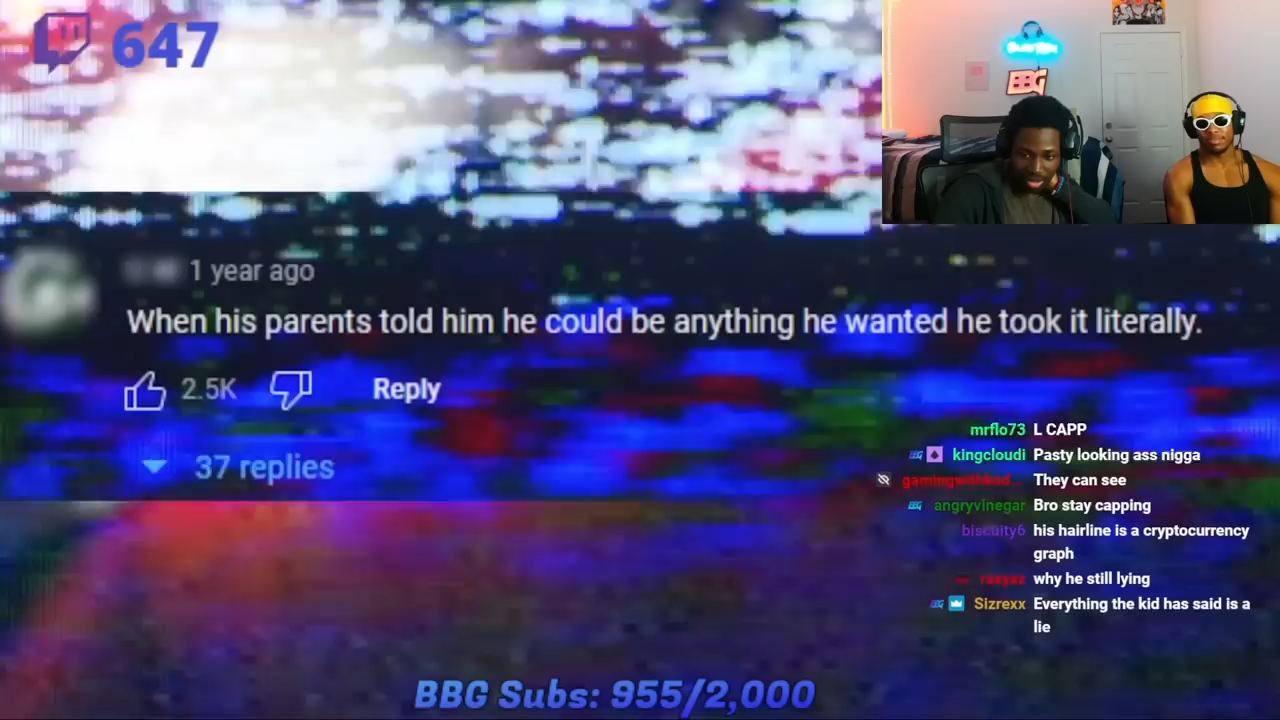 647
BBG
1 year ago
When his parents told him he could be anything he wanted he took it literally.
2.5K
Reply
37 replies
mrflo73 L CAPP
kingcloudi Pasty looking ass nigga
They can see
angryvinegar Bro stay capping
biscuity6 his hairline is a cryptocurrency
graph
why he still lying
Sizrexx Everything the kid has said is a
lie
BBG Subs: 955/2,000